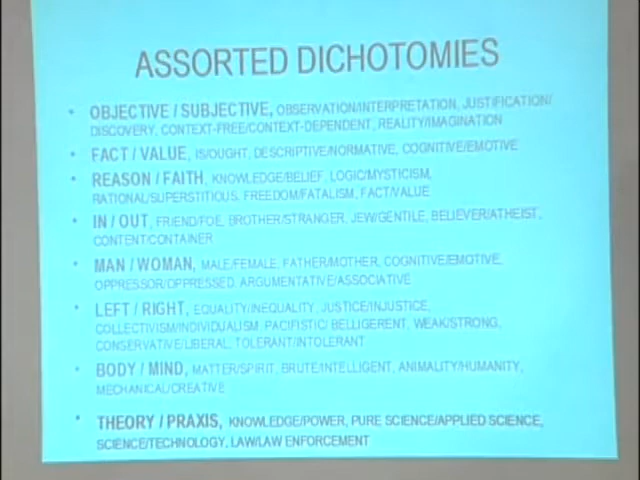 ASSORTED DICHOTOMIES
• OBJECTIVE / SUBJECTIVE, OBSERVATION/INTERPRETATION, JUSTIFICATION/
DISCOVERY, CONTEXT-FREE/CONTEXT-DEPENDENT, REALITY/IMAGINATION
• FACT / VALUE, IS/OUGHT, DESCRIPTIVE/NORMATIVE, COGNITIVE/EMOTIVE
• REASON / FAITH, KNOWLEDGE/BELIEF, LOGIC/MYSTICISM,
RATIONAL/SUPERSTITIOUS, FREEDOM/FATALISM, FACT/VALUE
• IN / OUT, FRIEND/FOE, BROTHER/STRANGER, JEW/GENTILE, BELIEVER/ATHEIST,
CONTENT/CONTAINER
• MAN / WOMAN, MALE/FEMALE, FATHER/MOTHER, COGNITIVE/EMOTIVE,
OPPRESSOR/OPPRESSED, ARGUMENTATIVE/ASSOCIATIVE
• LEFT / RIGHT, EQUALITY/INEQUALITY, JUSTICE/INJUSTICE,
COLLECTIVISM/INDIVIDUALISM, PACIFISTIC/ BELLIGERENT, WEAK/STRONG,
CONSERVATIVE/LIBERAL, TOLERANT/INTOLERANT
• BODY / MIND, MATTER/SPIRIT, BRUTE/INTELLIGENT, ANIMALITY/HUMANITY,
MECHANICAL/CREATIVE
• THEORY / PRAXIS, KNOWLEDGE/POWER, PURE SCIENCE/APPLIED SCIENCE,
SCIENCE/TECHNOLOGY, LAW/LAW ENFORCEMENT